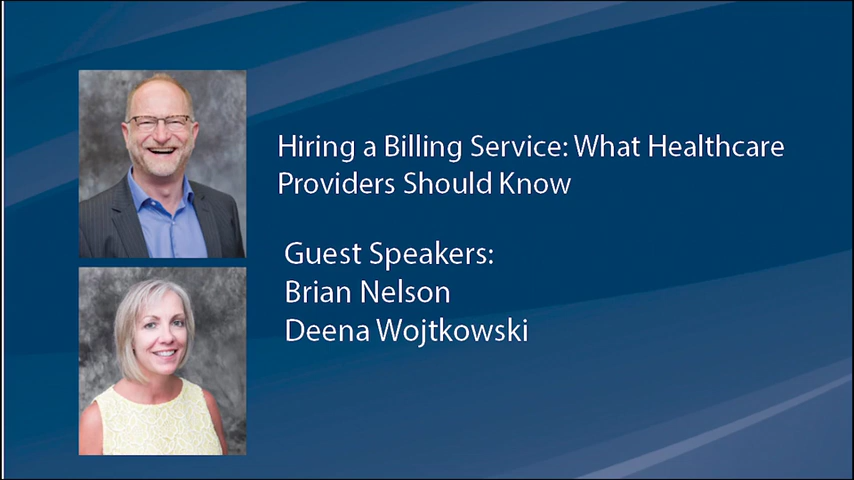 Hiring a Billing Service: What Healthcare
Providers Should Know
Guest Speakers:
Brian Nelson
Deena Wojtkowski